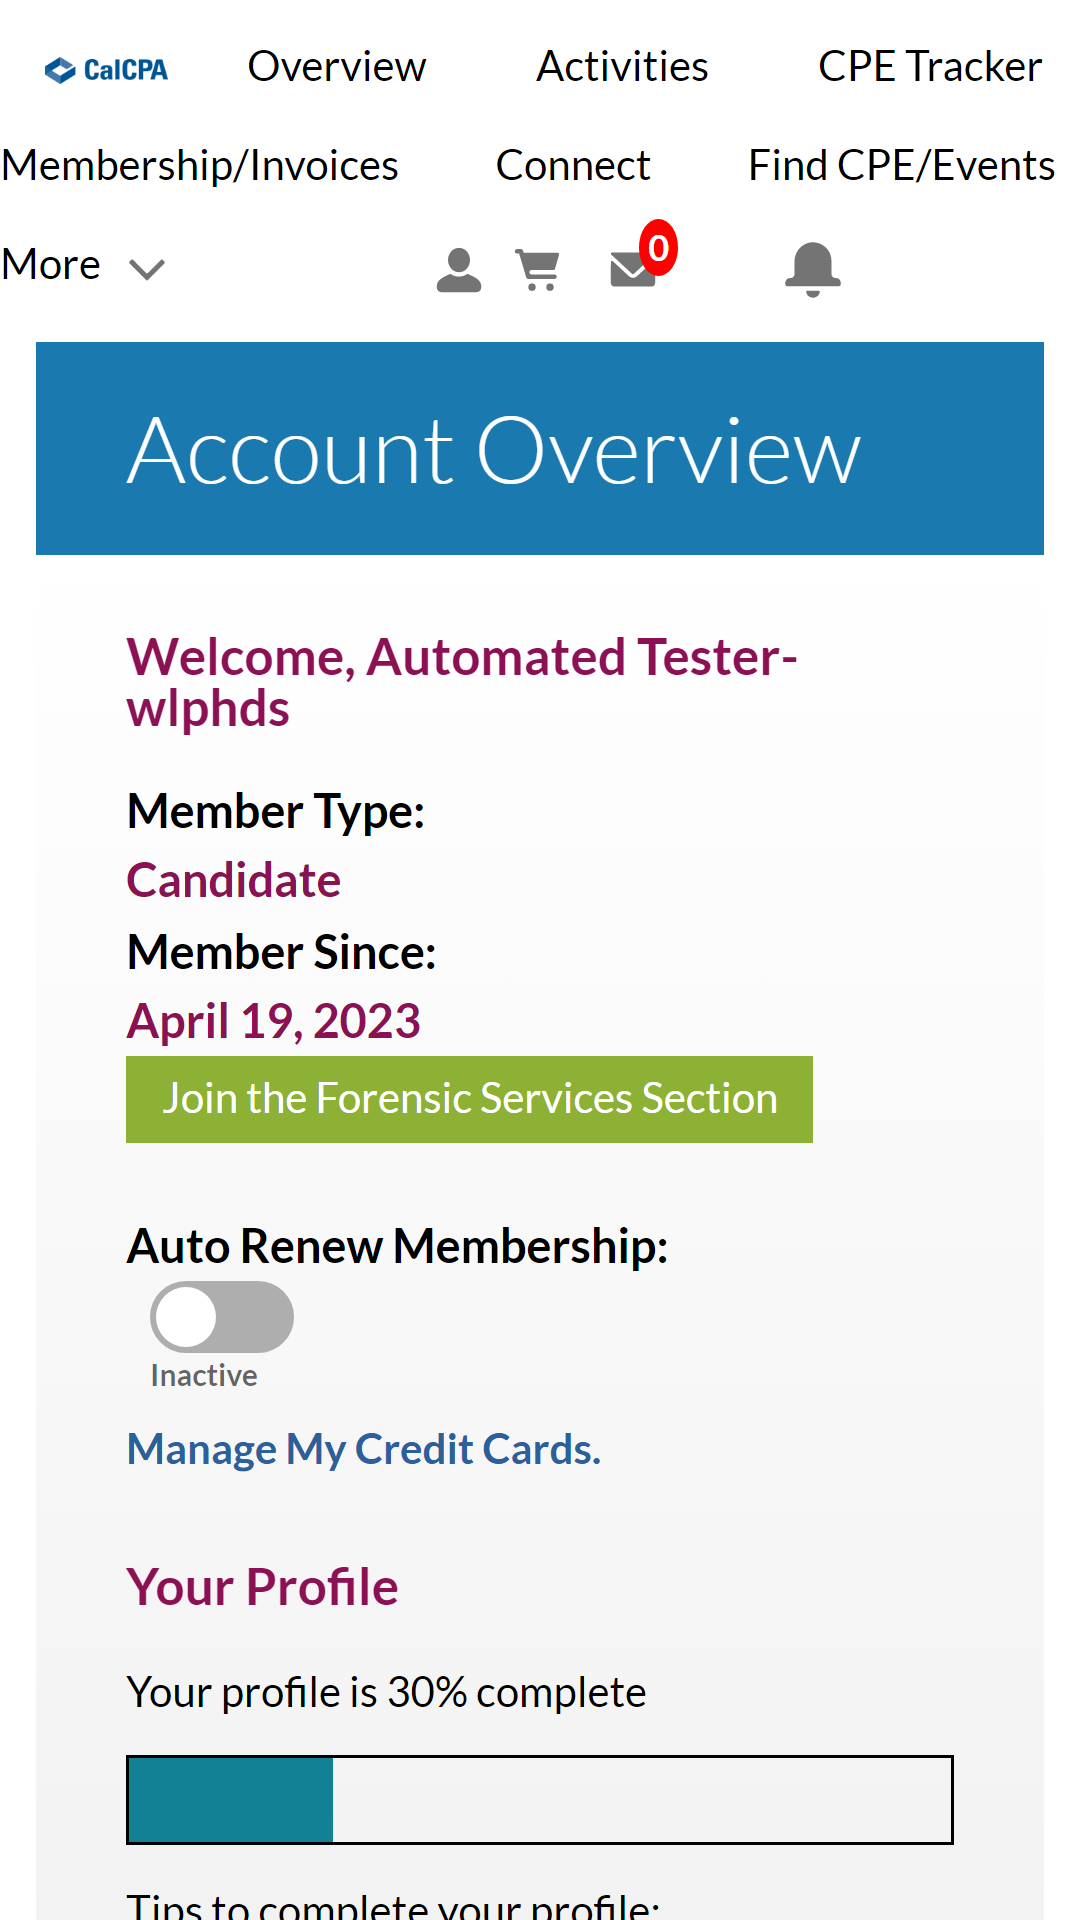 CalCPA Overview Activities CPE Tracker
Membership/Invoices Connect Find CPE/Events
More 0
Account Overview
Welcome, Automated Tester-
wlphds
Member Type:
Candidate
Member Since:
April 19, 2023
Join the Forensic Services Section
Auto Renew Membership:
Inactive
Manage My Credit Cards.
Your Profile
Your profile is 30% complete
Tips to complete your profile: